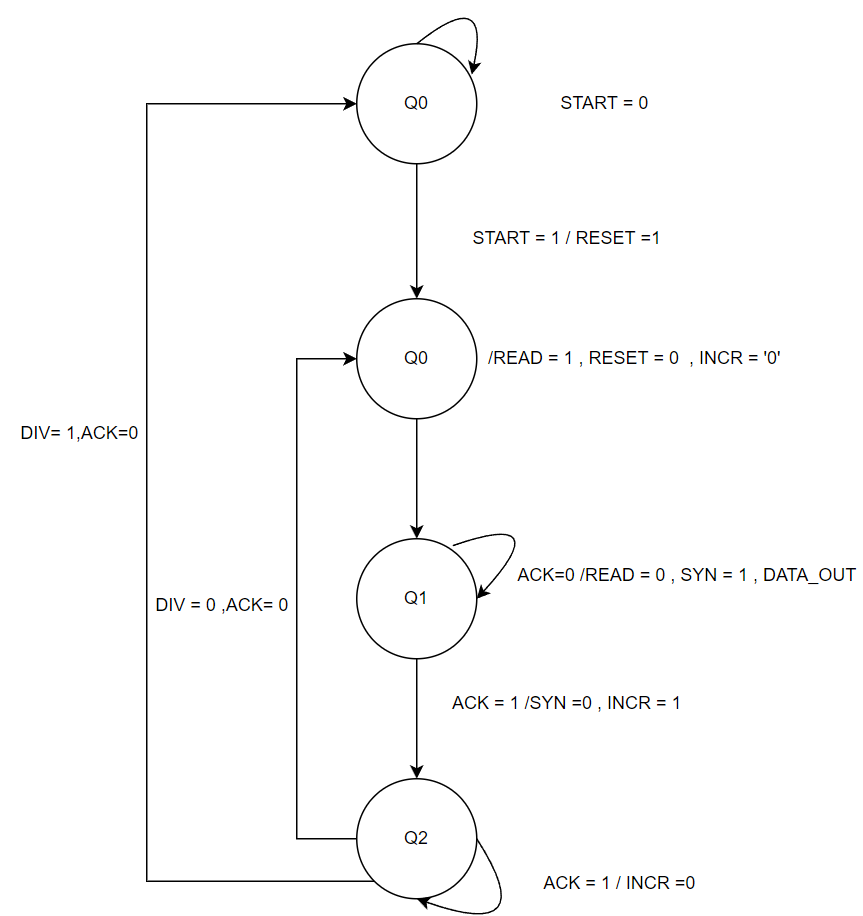 Q0
START = 0
START = 1 / RESET =1
Q0
/READ = 1 , RESET = 0 , INCR = '0'
DIV= 1,ACK=0
ACK=0 /READ = 0 , SYN = 1 , DATA_OUT
Q1
DIV = 0 ,ACK= 0
ACK = 1 /SYN =0 , INCR = 1
Q2
ACK = 1 / INCR =0